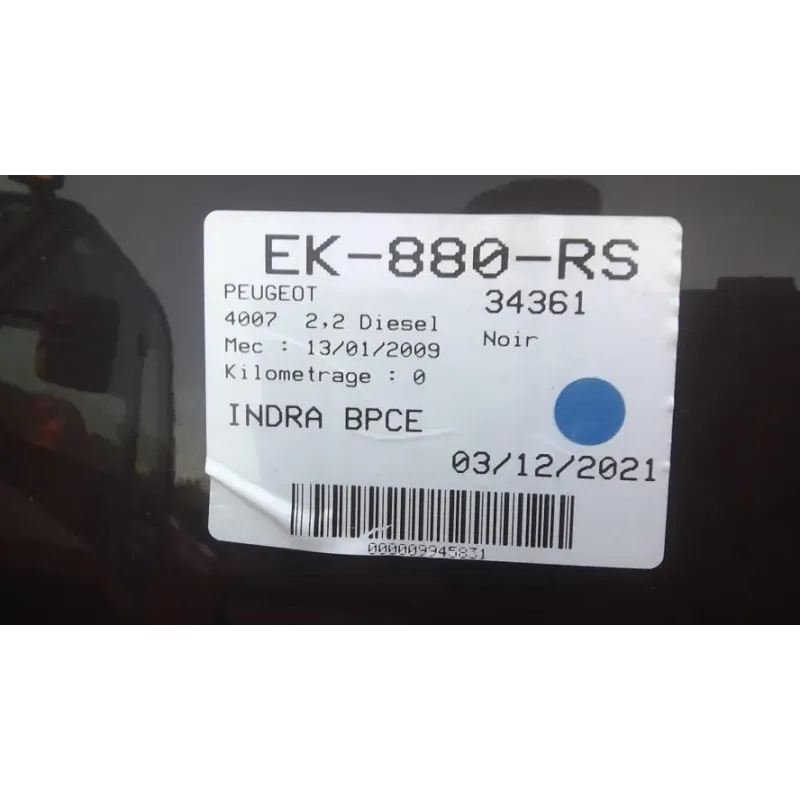 EK-880-RS
PEUGEOT 34361
4007 2,2 Diesel Noir
Mec : 13/01/2009
Kilometrage : 0
INDRA BPCE
03/12/2021
000009945831